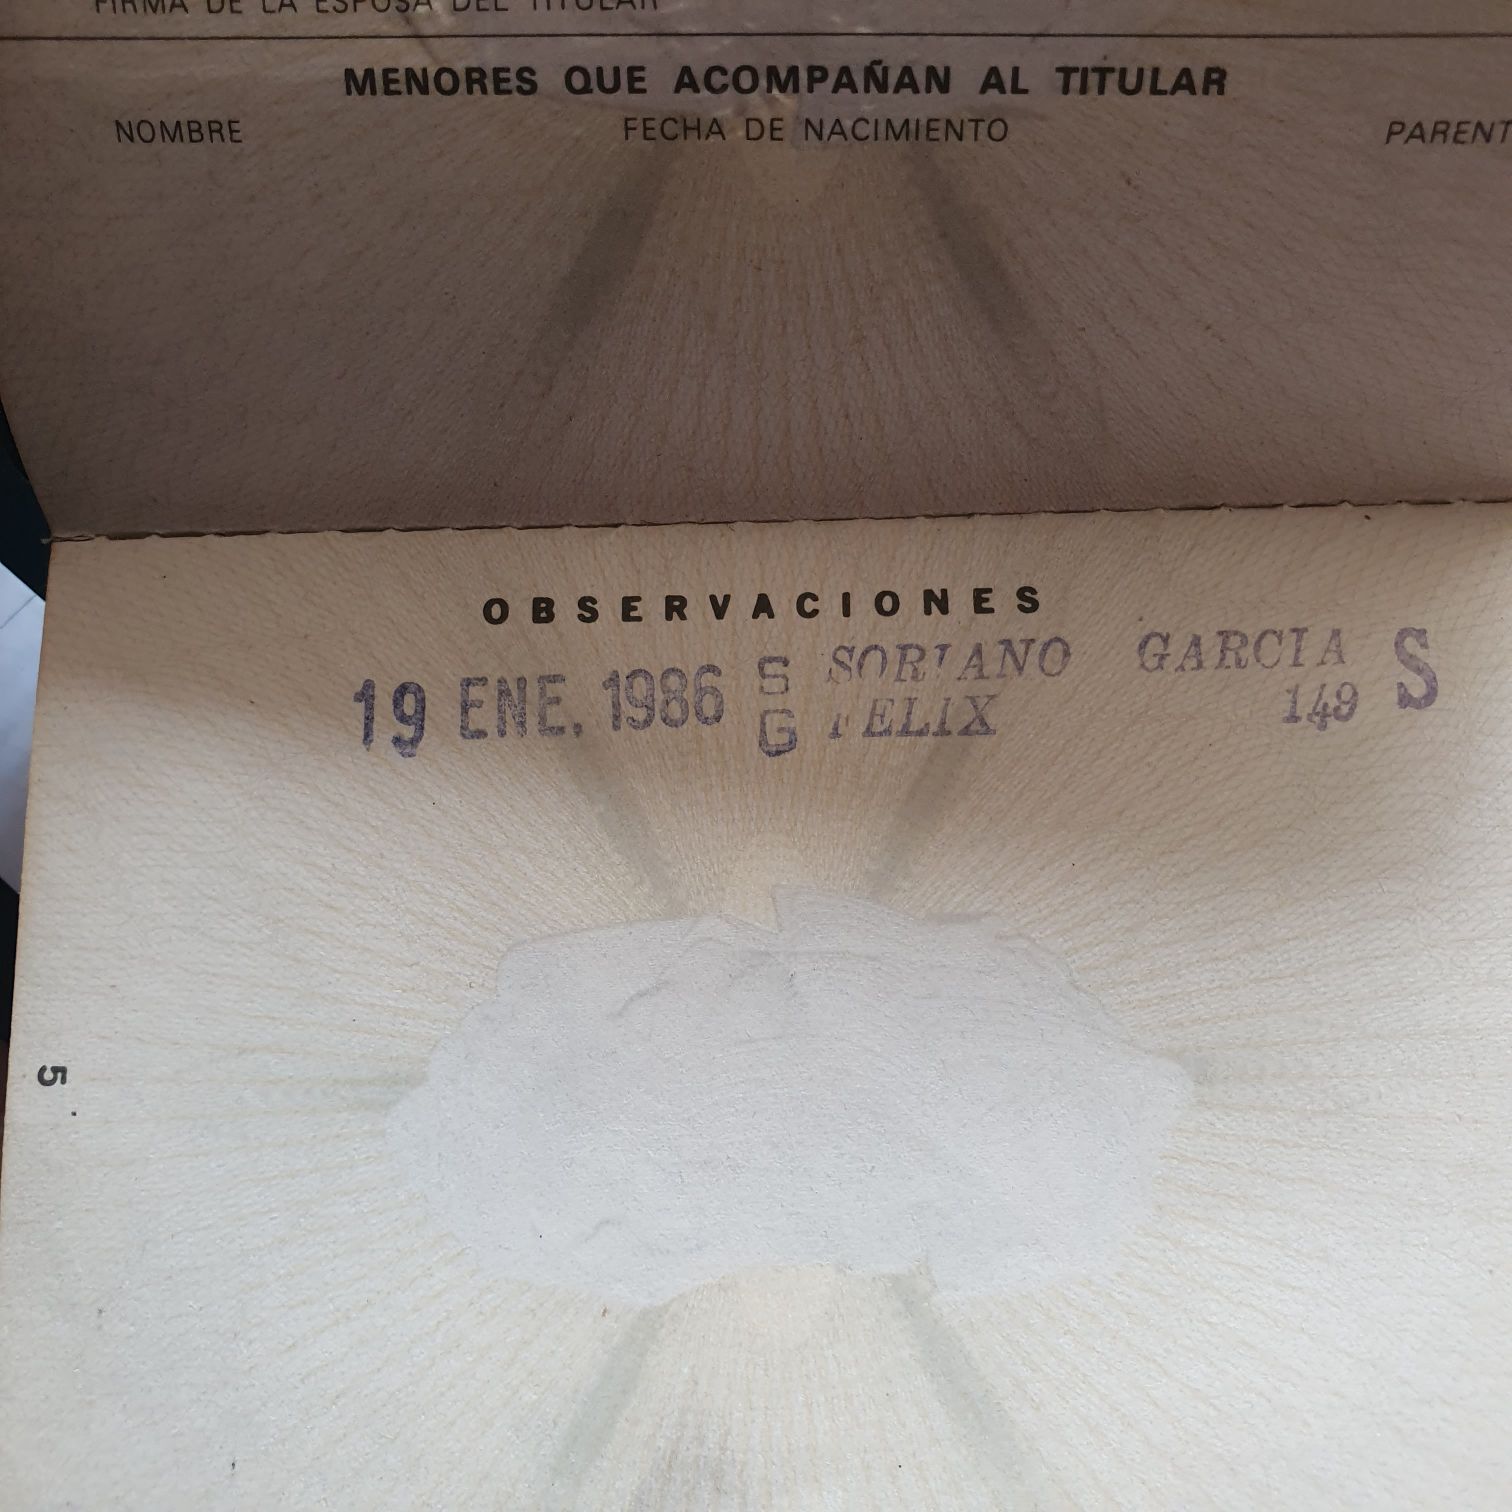 FIRMA DE LA ESPOSA DEL TITULAR
MENORES QUE ACOMPAÑAN AL TITULAR
NOMBRE FECHA DE NACIMIENTO PARENT
OBSERVACIONES
19 ENE. 1986 S G SORIANO GARCIA S
FELIX 149
5